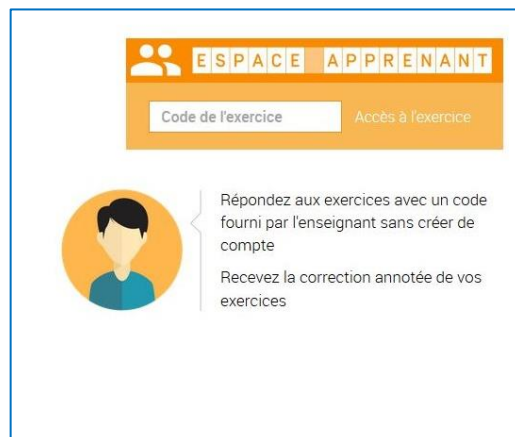 ESPACE APPRENANT
Code de l'exercice Accès à l'exercice
Répondez aux exercices avec un code
fourni par l'enseignant sans créer de
compte
Recevez la correction annotée de vos
exercices